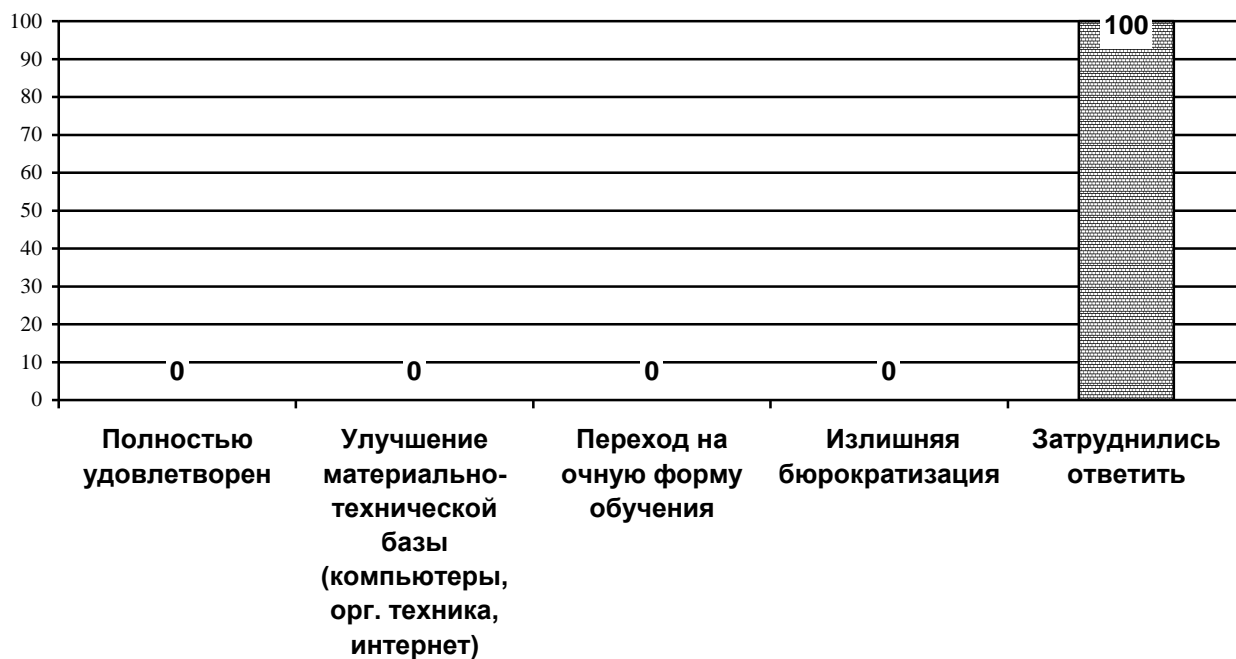 100
90
80
70
60
50
40
30
20
10
0
0
0
0
0
100
Полностью
удовлетворен
Улучшение
материально-
технической
базы
(компьютеры,
орг. техника,
интернет)
Переход на
очную форму
обучения
Излишняя
бюрократизация
Затруднились
ответить